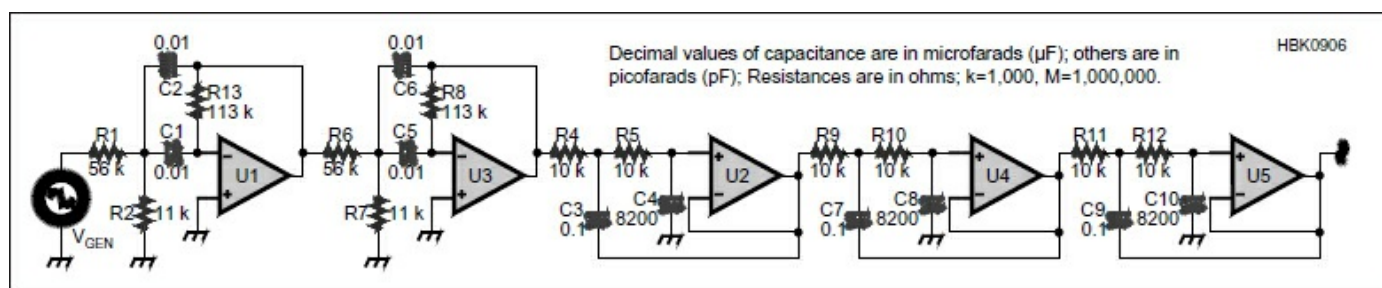 0.01
C2
R13
113 k
R1
56 k
C1
0.01
U1
R2
11 k
VGEN
0.01
C6
R8
113 k
R6
56 k
C5
0.01
U3
R7
11 k
Decimal values of capacitance are in microfarads (µF); others are in
picofarads (pF); Resistances are in ohms; k=1,000, M=1,000,000.
HBK0906
R4
10 k
R5
10 k
C3
0.1
C4
8200
U2
R9
10 k
R10
10 k
C7
0.1
C8
8200
U4
R11
10 k
R12
10 k
C9
0.1
C10
8200
U5